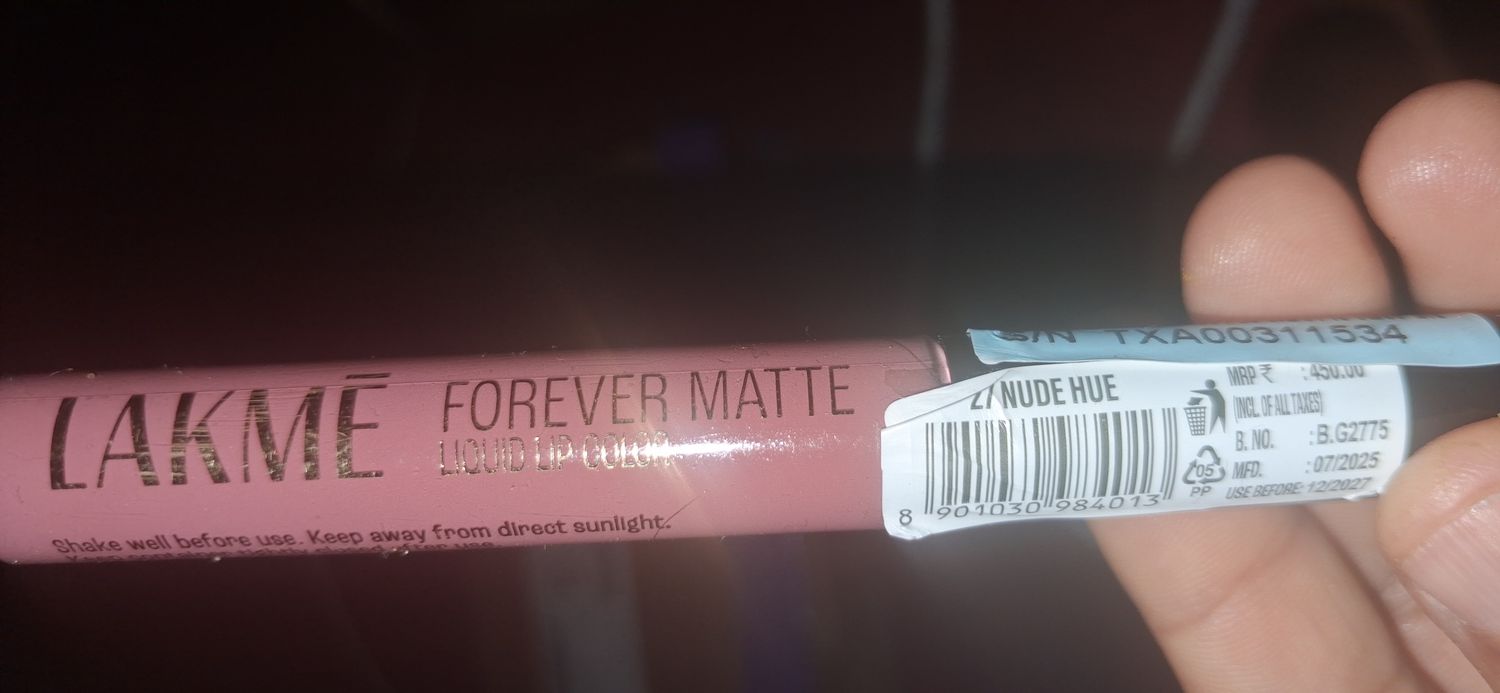 LAKMĒ
FOREVER MATTE
LIQUID LIP COLOR
Shake well before use. Keep away from direct sunlight.
S/N TXA00311534
27 NUDE HUE
8 901030 984013
05
PP
MRP ₹ : 450.00
(INCL. OF ALL TAXES)
B. NO. : B.G2775
MFD. : 07/2025
USE BEFORE: 12/2027